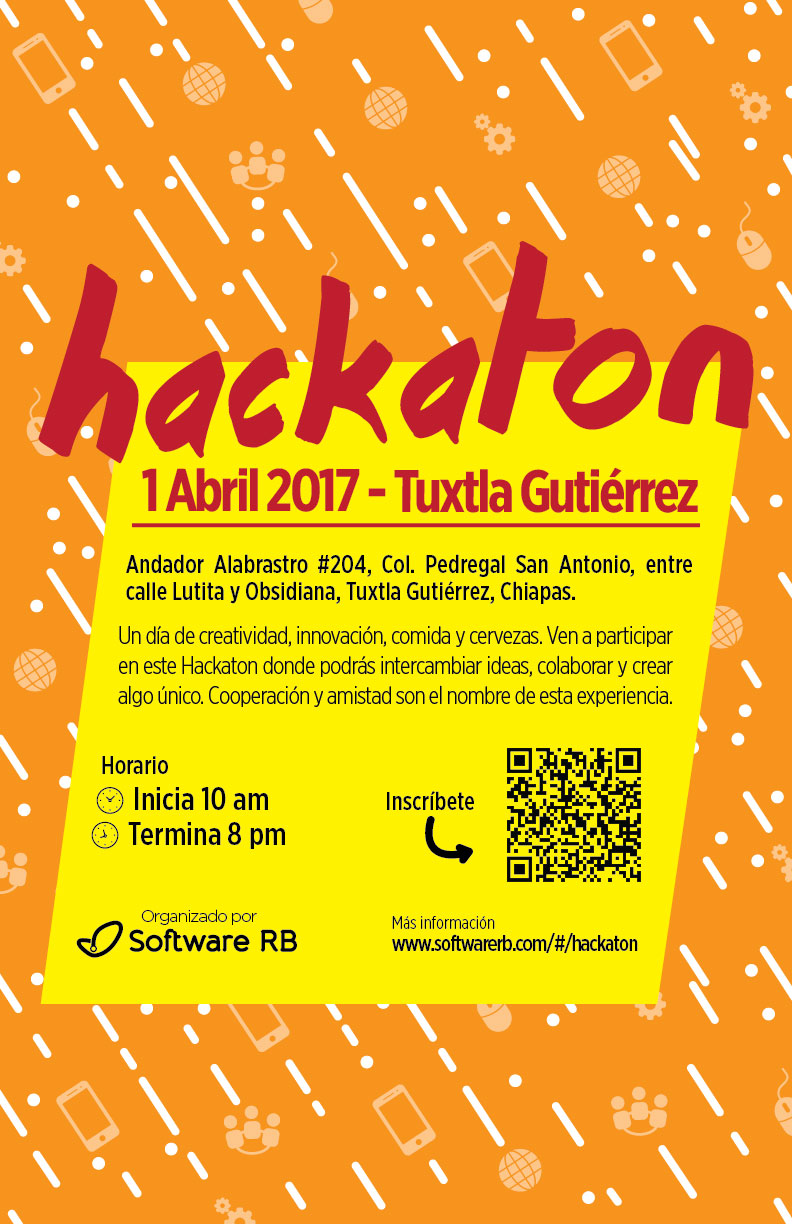 hackaton
1 Abril 2017 - Tuxtla Gutiérrez
Andador Alabrastro #204, Col. Pedregal San Antonio, entre
calle Lutita y Obsidiana, Tuxtla Gutiérrez, Chiapas.
Un día de creatividad, innovación, comida y cervezas. Ven a participar
en este Hackaton donde podrás intercambiar ideas, colaborar y crear
algo único. Cooperación y amistad son el nombre de esta experiencia.
Horario
Inicia 10 am
Termina 8 pm
Inscríbete
Organizado por
Software RB
Más información
www.softwarerb.com/#/hackaton